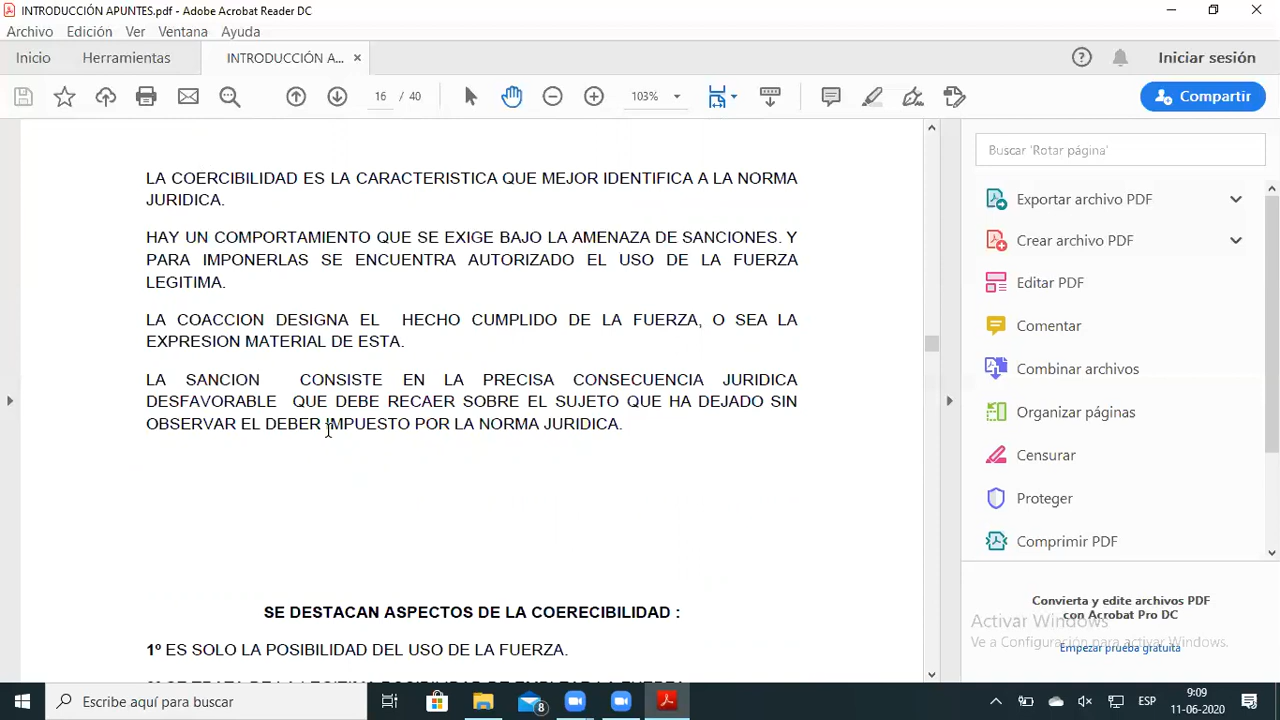 INTRODUCCIÓN APUNTES.pdf - Adobe Acrobat Reader DC
Archivo Edición Ver Ventana Ayuda
Inicio Herramientas INTRODUCCIÓN A... × Iniciar sesión
16 / 40 103% Compartir
LA COERCIBILIDAD ES LA CARACTERISTICA QUE MEJOR IDENTIFICA A LA NORMA
JURIDICA.
HAY UN COMPORTAMIENTO QUE SE EXIGE BAJO LA AMENAZA DE SANCIONES. Y
PARA IMPONERLAS SE ENCUENTRA AUTORIZADO EL USO DE LA FUERZA
LEGITIMA.
LA COACCION DESIGNA EL HECHO CUMPLIDO DE LA FUERZA, O SEA LA
EXPRESION MATERIAL DE ESTA.
LA SANCION CONSISTE EN LA PRECISA CONSECUENCIA JURIDICA
DESFAVORABLE QUE DEBE RECAER SOBRE EL SUJETO QUE HA DEJADO SIN
OBSERVAR EL DEBER IMPUESTO POR LA NORMA JURIDICA.
SE DESTACAN ASPECTOS DE LA COERECIBILIDAD :
1º ES SOLO LA POSIBILIDAD DEL USO DE LA FUERZA.
Buscar 'Rotar página'
Exportar archivo PDF
Crear archivo PDF
Editar PDF
Comentar
Combinar archivos
Organizar páginas
Censurar
Proteger
Comprimir PDF
Convierta y edite archivos PDF
con Acrobat Pro DC
Activar Windows
Ve a Configuración para activar Windows.
Empezar prueba gratuita
Escribe aquí para buscar
8
ESP
9:09
11-06-2020